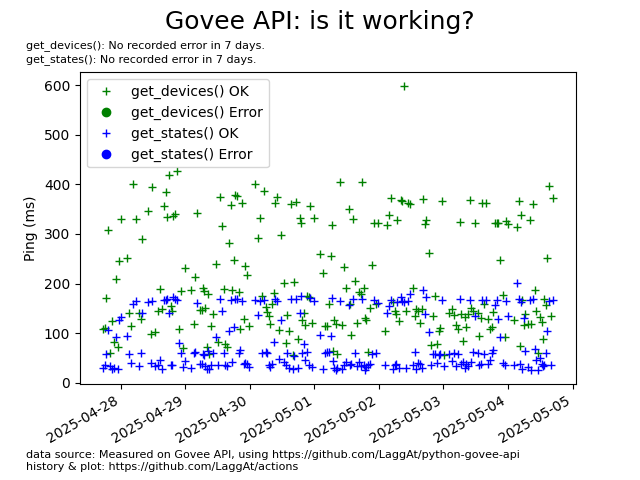 Govee API: is it working?
get_devices(): No recorded error in 7 days.
get_states(): No recorded error in 7 days.
get_devices() OK
get_devices() Error
get_states() OK
get_states() Error
Ping (ms)
600
500
400
300
200
100
0
2025-04-28
2025-04-29
2025-04-30
2025-05-01
2025-05-02
2025-05-03
2025-05-04
2025-05-05
data source: Measured on Govee API, using https://github.com/LaggAt/python-govee-api
history & plot: https://github.com/LaggAt/actions